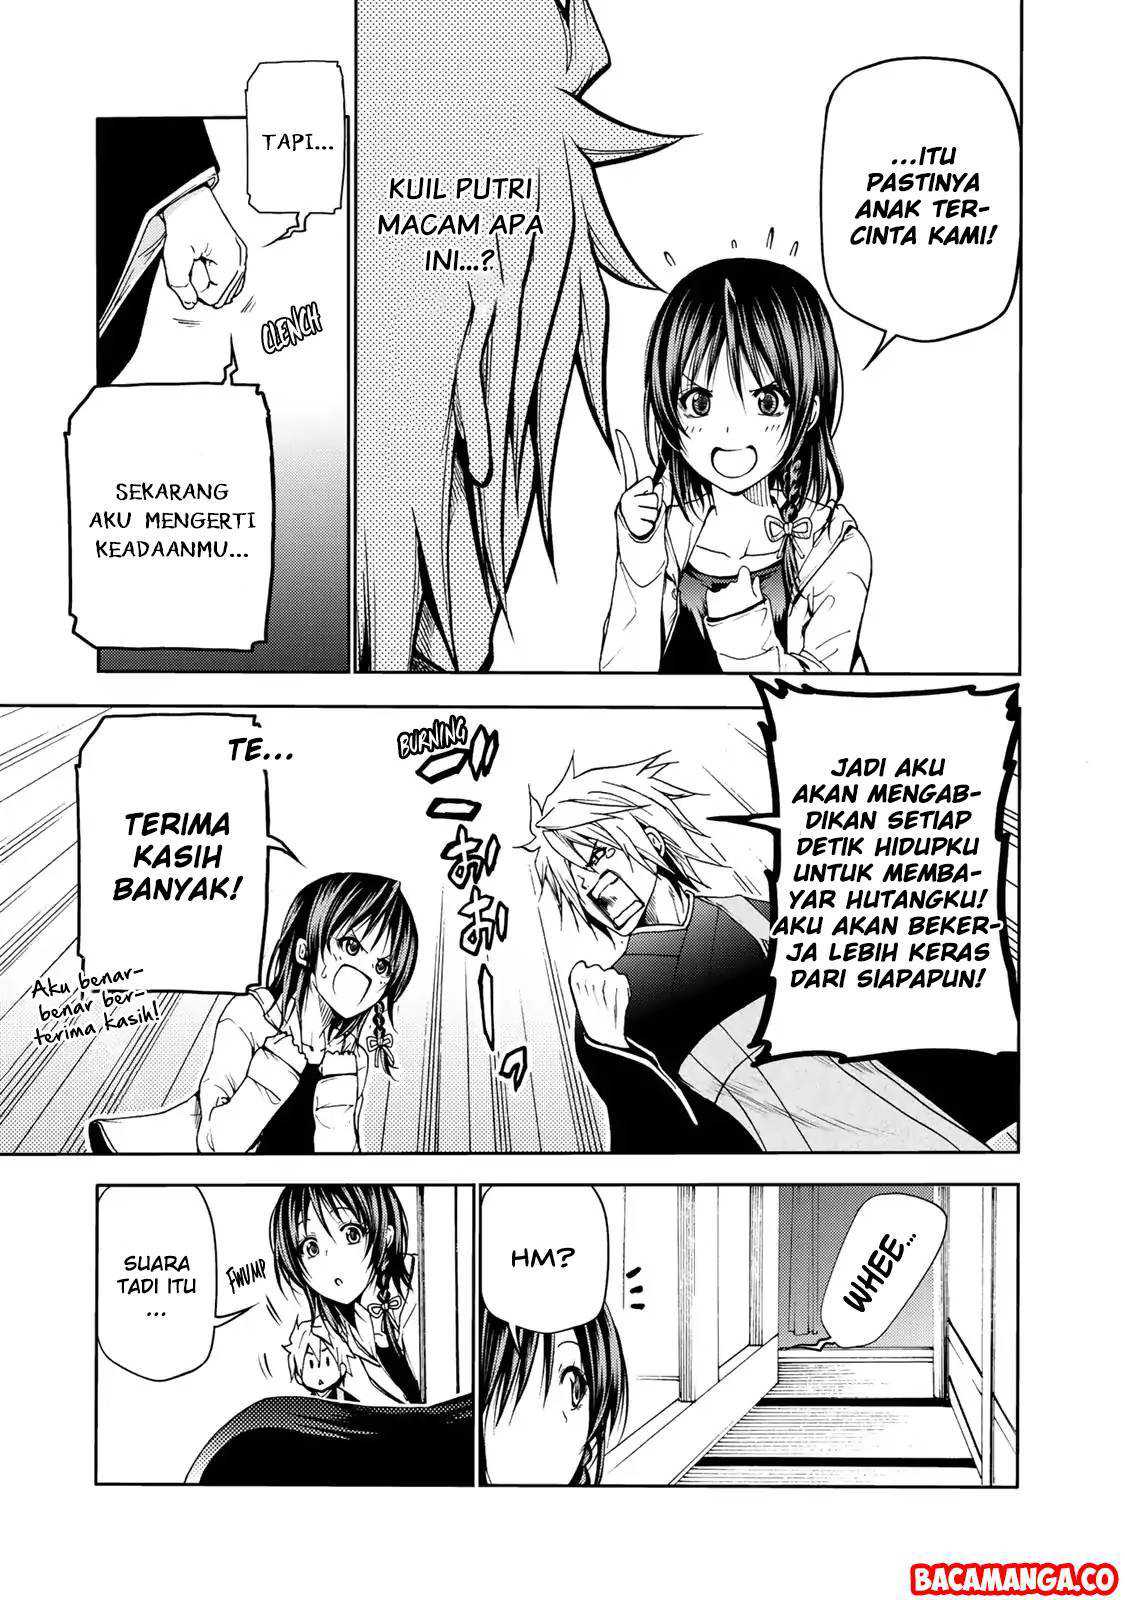 ...ITU
PASTINYA
ANAK TER-
CINTA KAMI!
KUIL PUTRI
MACAM APA
INI...?
TAPI...
CLENCH
SEKARANG
AKU MENGERTI
KEADAANMU...
JADI AKU
AKAN MENGAB-
DIKAN SETIAP
DETIK HIDUPKU
UNTUK MEMBA-
YAR HUTANGKU!
AKU AKAN BEKER-
JA LEBIH KERAS
DARI SIAPAPUN!
BURNING
TE...
TERIMA
KASIH
BANYAK!
Aku benar-
benar ber-
terima kasih!
WHEE...
HM?
SUARA
TADI ITU
...
FWUMP
BACAMANGA.CO